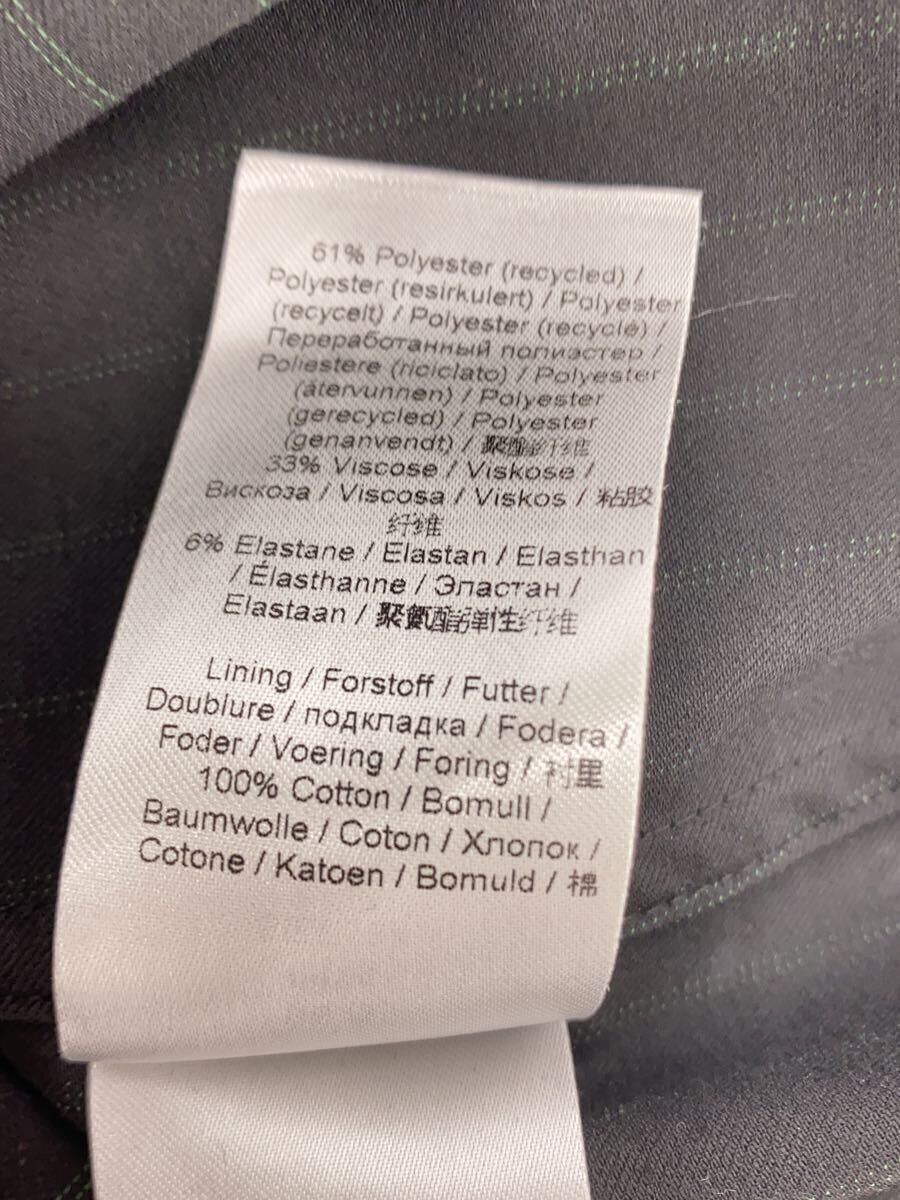 61% Polyester (recycled) /
Polyester (resirkulert) / Polyester
(recycelt) / Polyester (recyclé) /
Переработанный полиэстер /
Poliestere (riciclato) / Polyester
(återvunnen) / Polyester
(gerecycled) / Polyester
(genanvendt) / 聚酯纤维
33% Viscose / Viskose /
Вискоза / Viscosa / Viskos / 粘胶
纤维
6% Elastane / Elastan / Elasthan
/ Élasthanne / Эластан /
Elastaan / 聚氨酯弹性纤维
Lining / Forstoff / Futter /
Doublure / подкладка / Fodera /
Foder / Voering / Foring / 衬里
100% Cotton / Bomull /
Baumwolle / Coton / Хлопок /
Cotone / Katoen / Bomuld / 棉